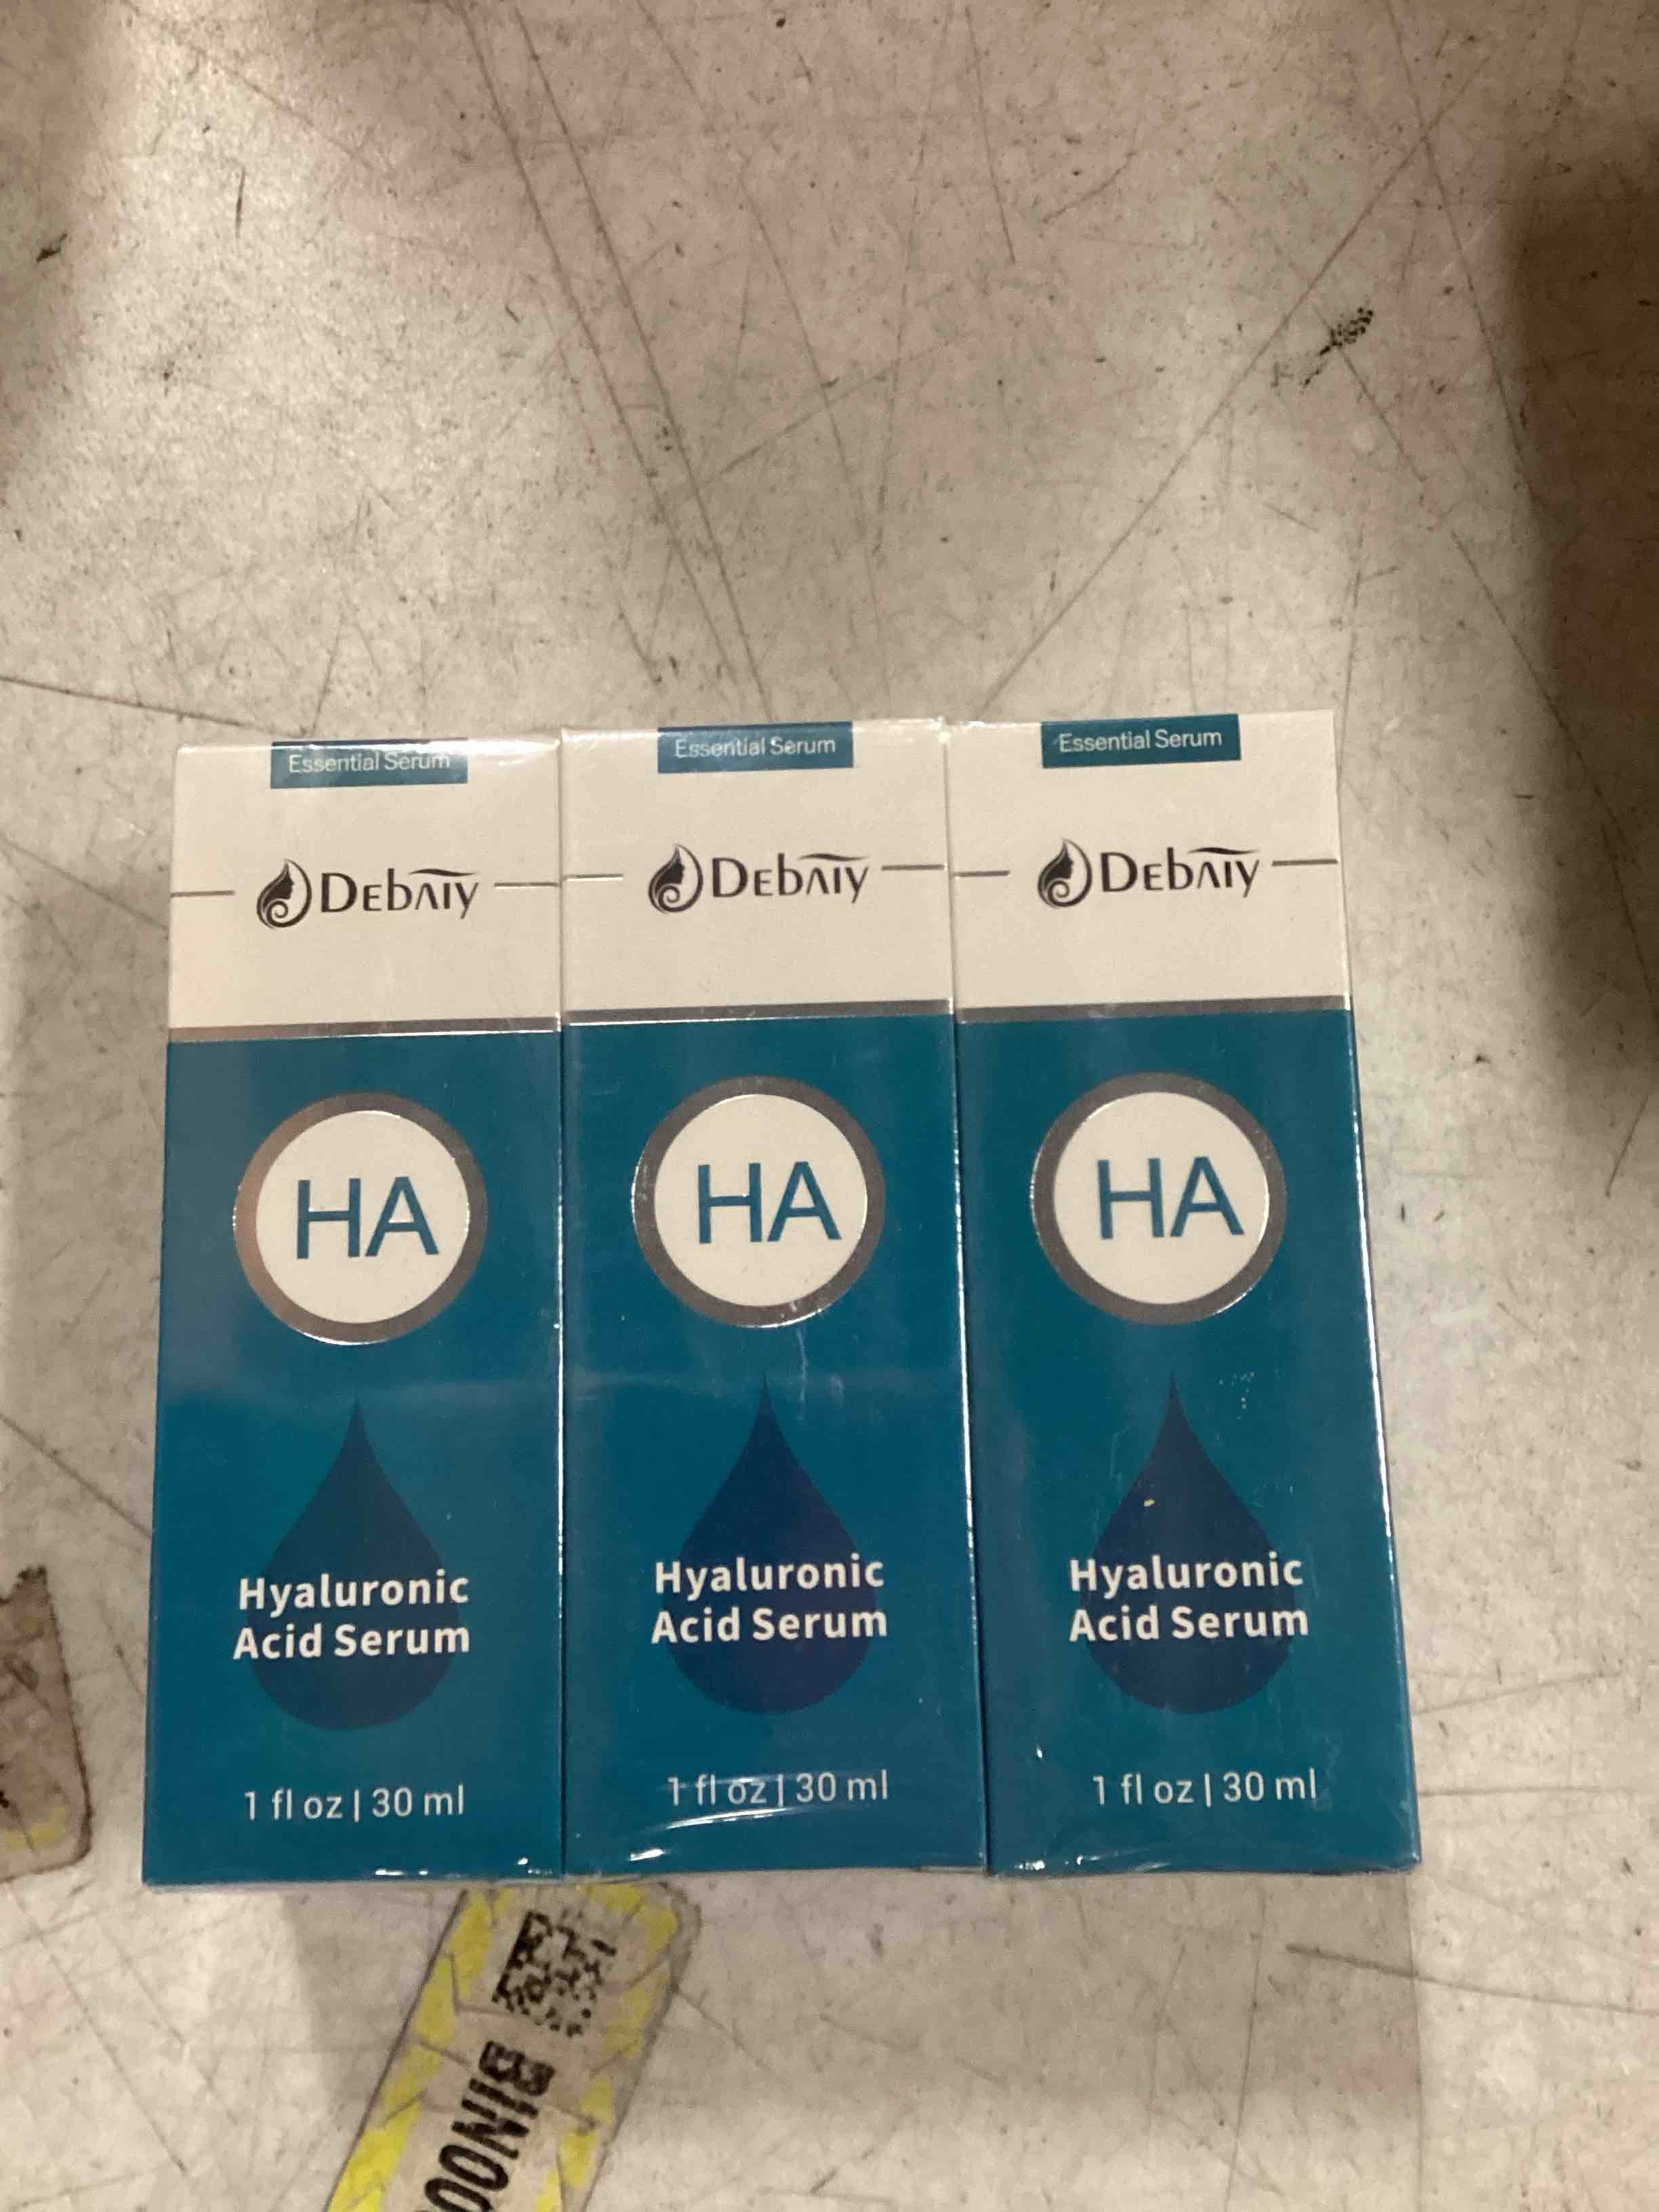 Essential Serum
Debaiy
HA
Hyaluronic
Acid Serum
1 fl oz | 30 ml
Essential Serum
Debaiy
HA
Hyaluronic
Acid Serum
1 fl oz | 30 ml
Essential Serum
Debaiy
HA
Hyaluronic
Acid Serum
1 fl oz | 30 ml